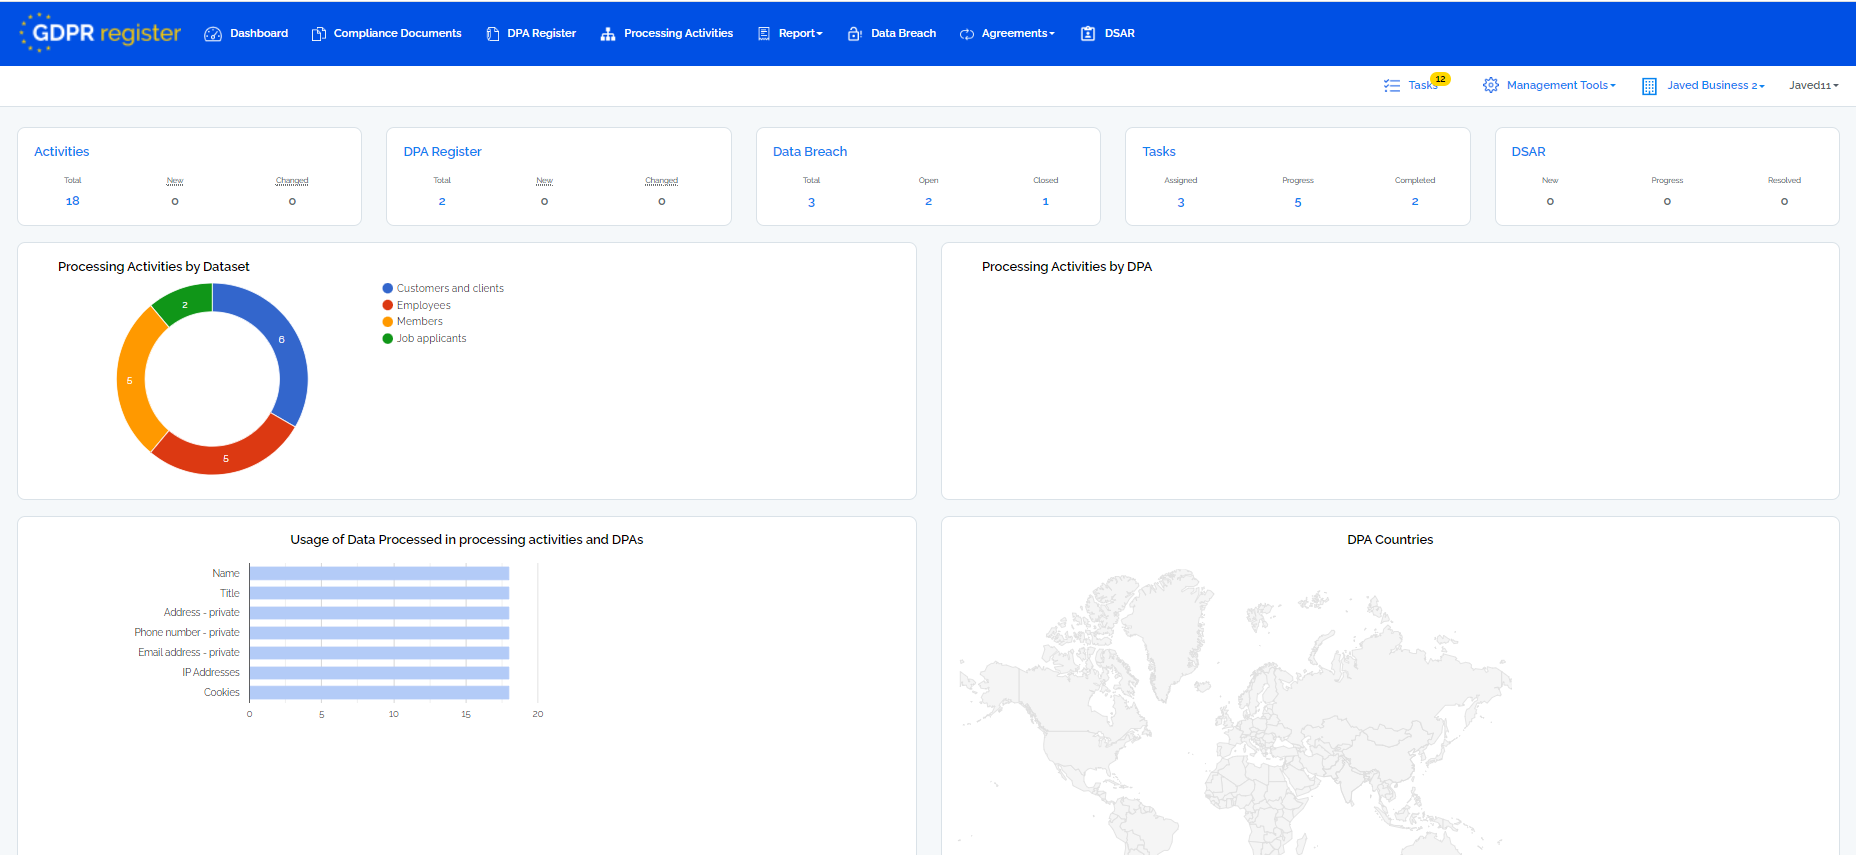 GDPR register
Dashboard
Compliance Documents
DPA Register
Processing Activities
Report
Data Breach
Agreements
DSAR
Tasks 12
Management Tools
Javed Business 2
Javed11
Activities
Total New Changed
18 0 0
DPA Register
Total New Changed
2 0 0
Data Breach
Total Open Closed
3 2 1
Tasks
Assigned Progress Completed
3 5 2
DSAR
New Progress Resolved
0 0 0
Processing Activities by Dataset
2
6
5
5
Customers and clients
Employees
Members
Job applicants
Processing Activities by DPA
Usage of Data Processed in processing activities and DPAs
Name
Title
Address - private
Phone number - private
Email address - private
IP Addresses
Cookies
0 5 10 15 20
DPA Countries